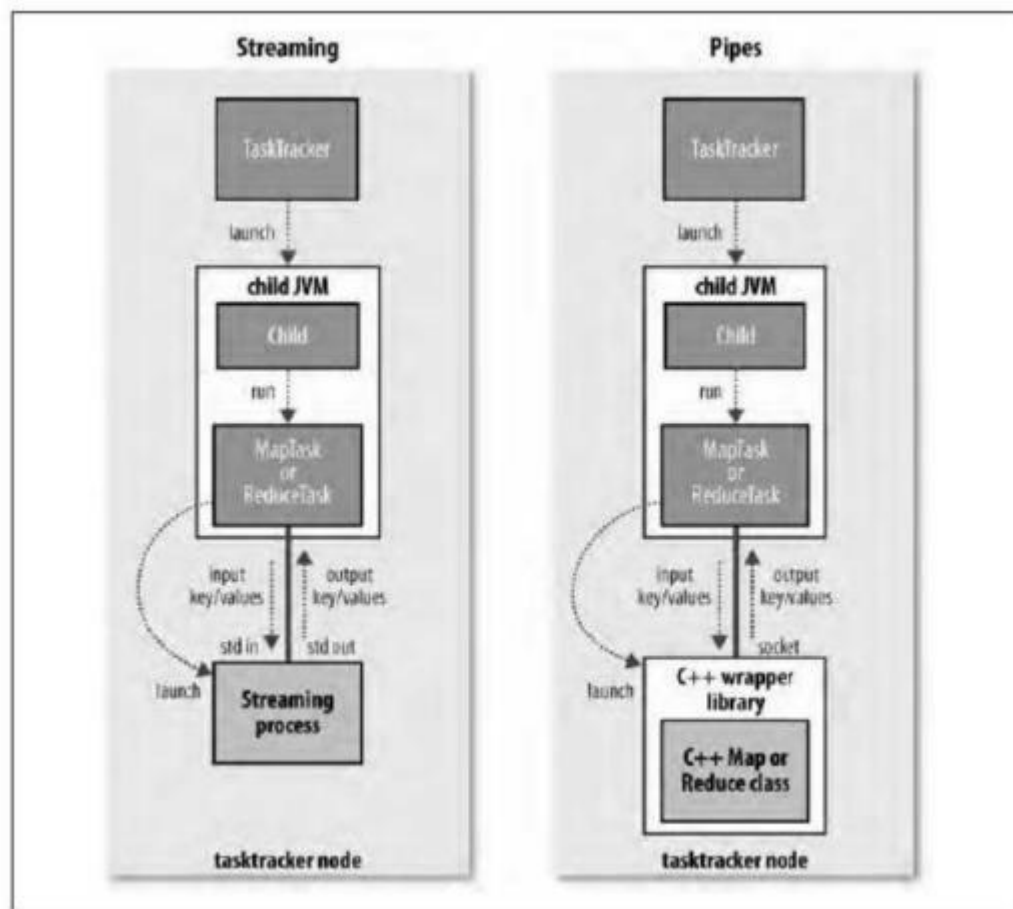 Streaming
TaskTracker
launch
child JVM
Child
run
MapTask
or
ReduceTask
input
key/values
output
key/values
std in
std out
launch
Streaming
process
tasktracker node
Pipes
TaskTracker
launch
child JVM
Child
run
MapTask
or
ReduceTask
input
key/values
output
key/values
socket
launch
C++ wrapper
library
C++ Map or
Reduce class
tasktracker node